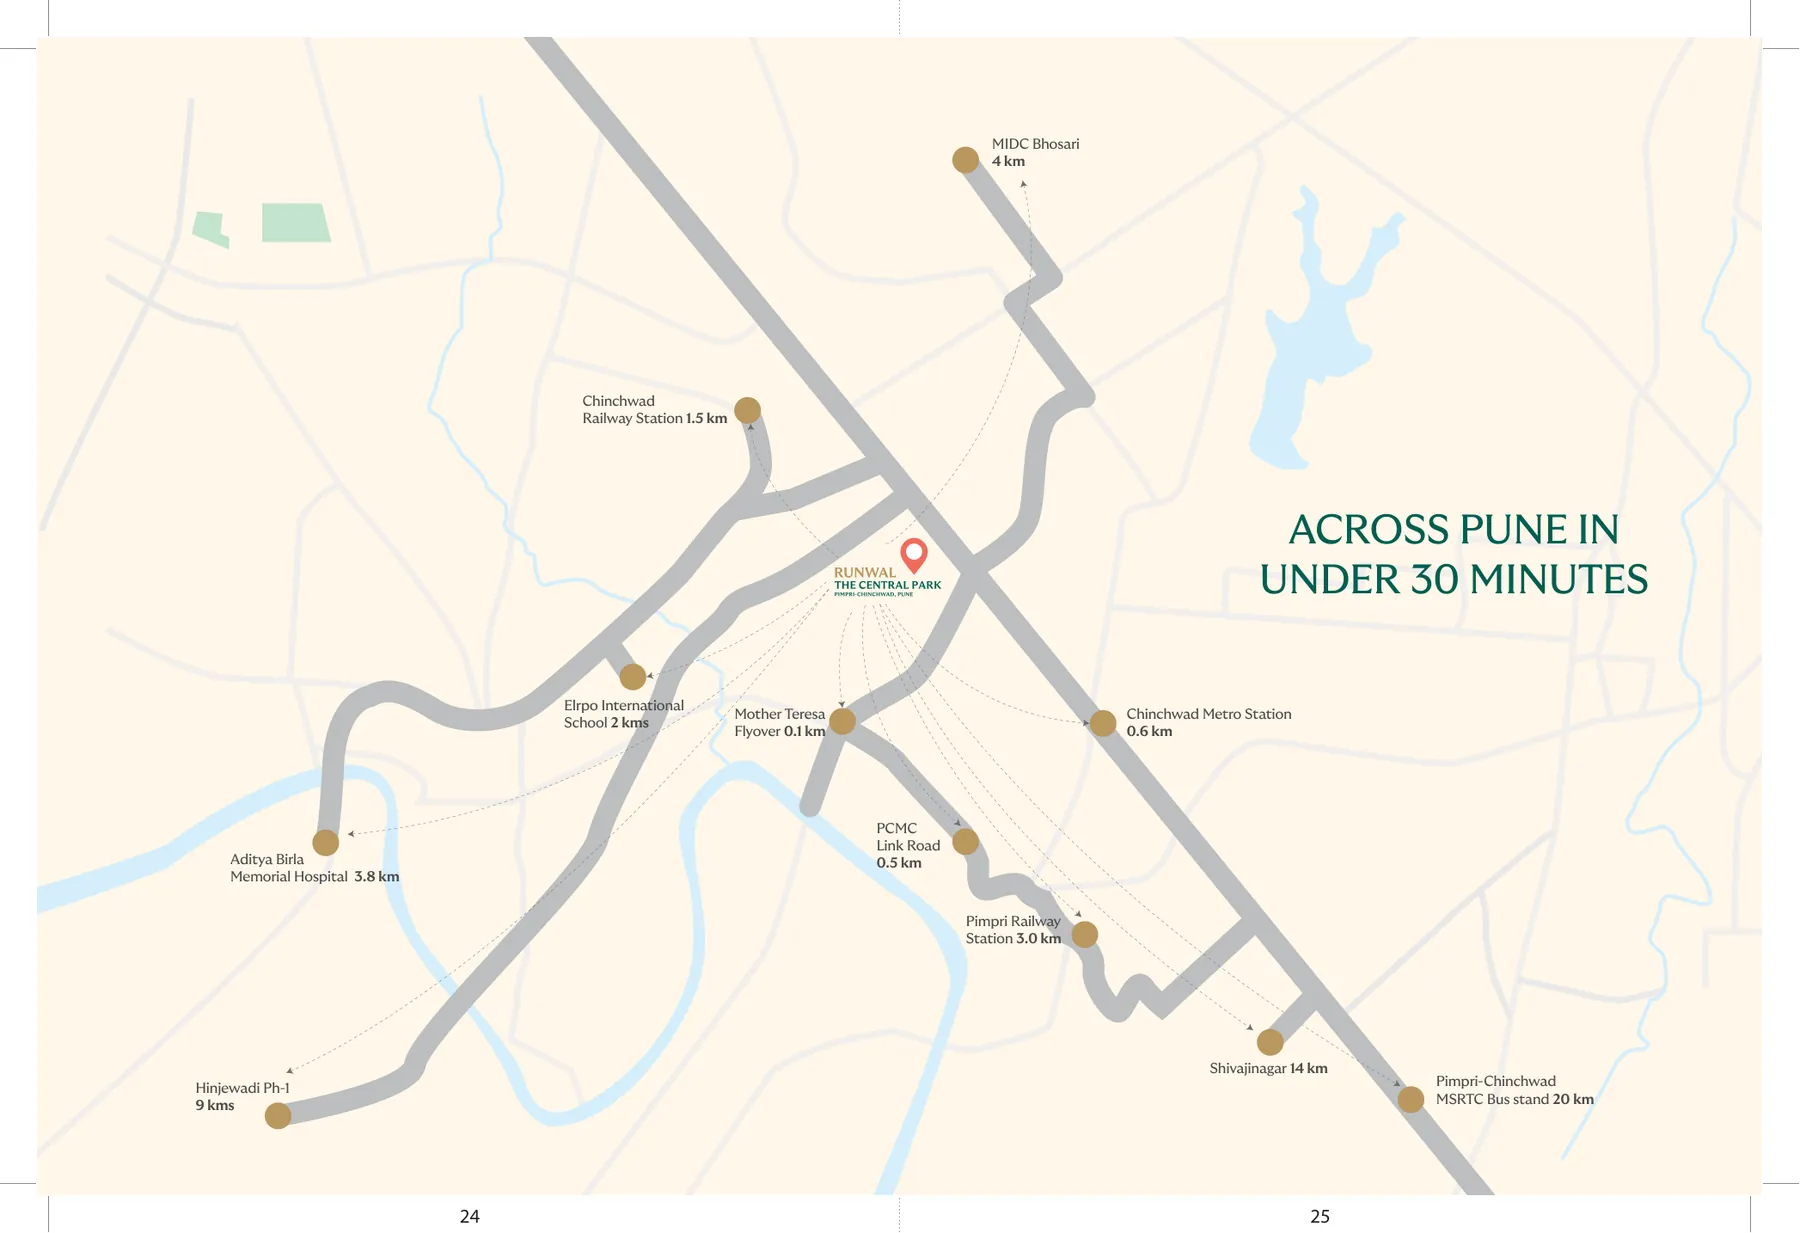 MIDC Bhosari
4 km
Chinchwad
Railway Station 1.5 km
ACROSS PUNE IN
UNDER 30 MINUTES
RUNWAL
THE CENTRAL PARK
PIMPRI-CHINCHWAD, PUNE
Elrpo International
School 2 kms
Mother Teresa
Flyover 0.1 km
Chinchwad Metro Station
0.6 km
PCMC
Link Road
0.5 km
Aditya Birla
Memorial Hospital 3.8 km
Pimpri Railway
Station 3.0 km
Shivajinagar 14 km
Hinjewadi Ph-1
9 kms
Pimpri-Chinchwad
MSRTC Bus stand 20 km
24
25